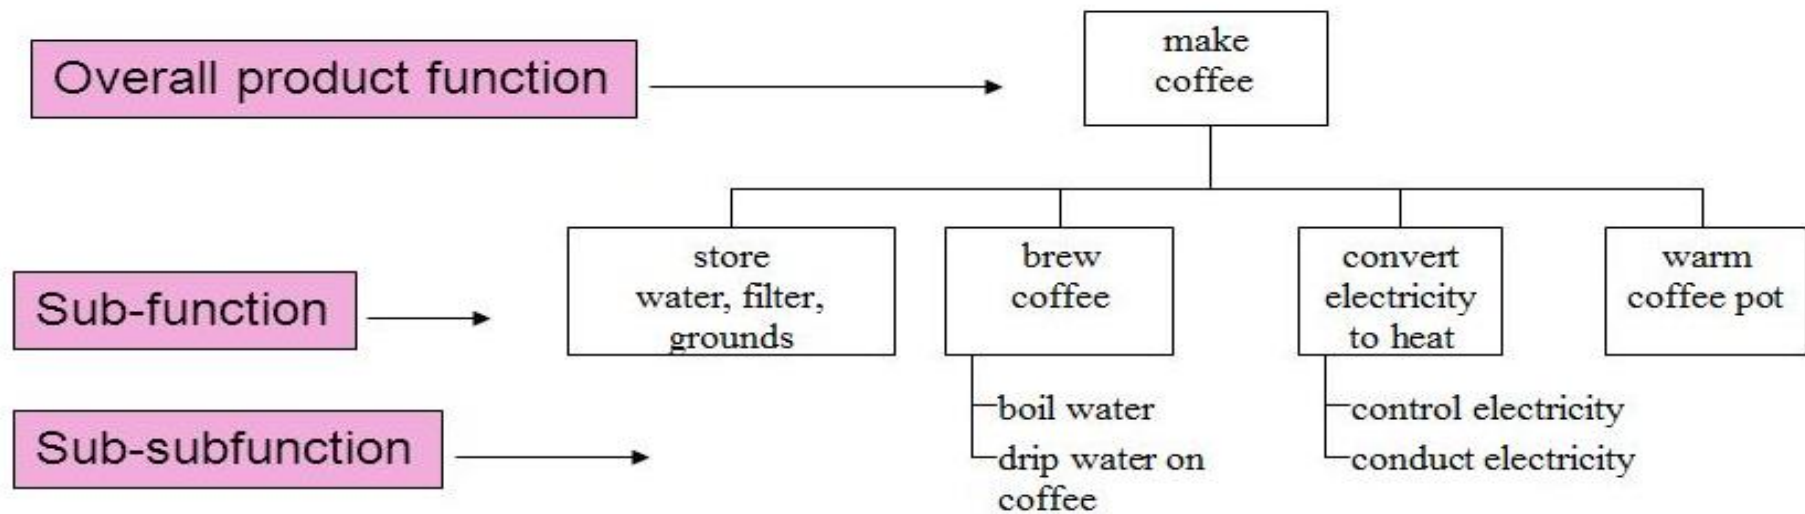 Overall product function
make
coffee
Sub-function
store
water, filter,
grounds
brew
coffee
convert
electricity
to heat
warm
coffee pot
Sub-subfunction
boil water
drip water on
coffee
control electricity
conduct electricity